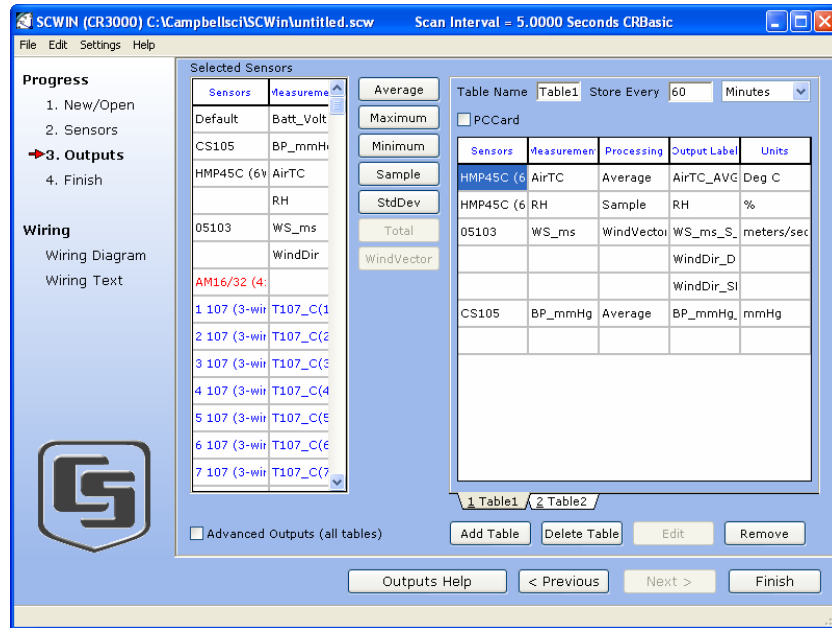 SCWIN (CR3000) C:\Campbellsci\SCWin\untitled.scw Scan Interval = 5.0000 Seconds CRBasic
File Edit Settings Help
Progress
1. New/Open
2. Sensors
3. Outputs
4. Finish
Wiring
Wiring Diagram
Wiring Text
Selected Sensors
Sensors Measureme
Default Batt_Volt
CS105 BP_mmH
HMP45C (6 AirTC
RH
05103 WS_ms
WindDir
AM16/32 (4:
1 107 (3-wir T107_C(1
2 107 (3-wir T107_C(2
3 107 (3-wir T107_C(3
4 107 (3-wir T107_C(4
5 107 (3-wir T107_C(5
6 107 (3-wir T107_C(6
7 107 (3-wir T107_C(7
Advanced Outputs (all tables)
Average
Maximum
Minimum
Sample
StdDev
Total
WindVector
Table Name Table1 Store Every 60 Minutes
PCCard
Sensors Measuremen Processing Output Label Units
HMP45C (6 AirTC Average AirTC_AVG Deg C
HMP45C (6 RH Sample RH %
05103 WS_ms WindVector WS_ms_S_ meters/sec
WindDir_D
WindDir_SI
CS105 BP_mmHg Average BP_mmHg_ mmHg
1 Table1 2 Table2
Add Table Delete Table Edit Remove
Outputs Help < Previous Next > Finish
CS